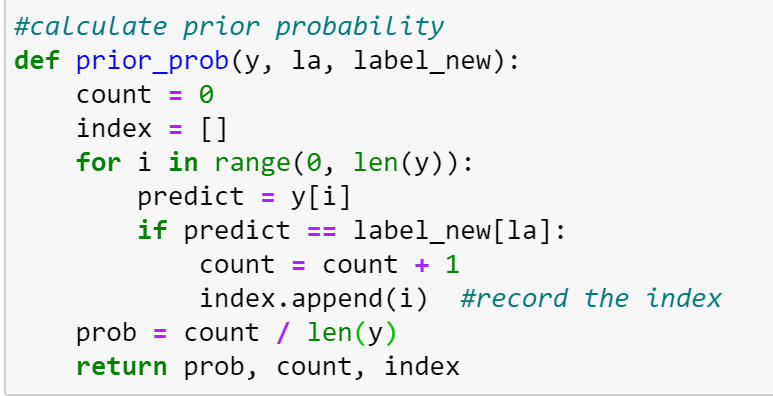 #calculate prior probability
def prior_prob(y, la, label_new):
    count = 0
    index = []
    for i in range(0, len(y)):
        predict = y[i]
        if predict == label_new[la]:
            count = count + 1
            index.append(i)  #record the index
    prob = count / len(y)
    return prob, count, index